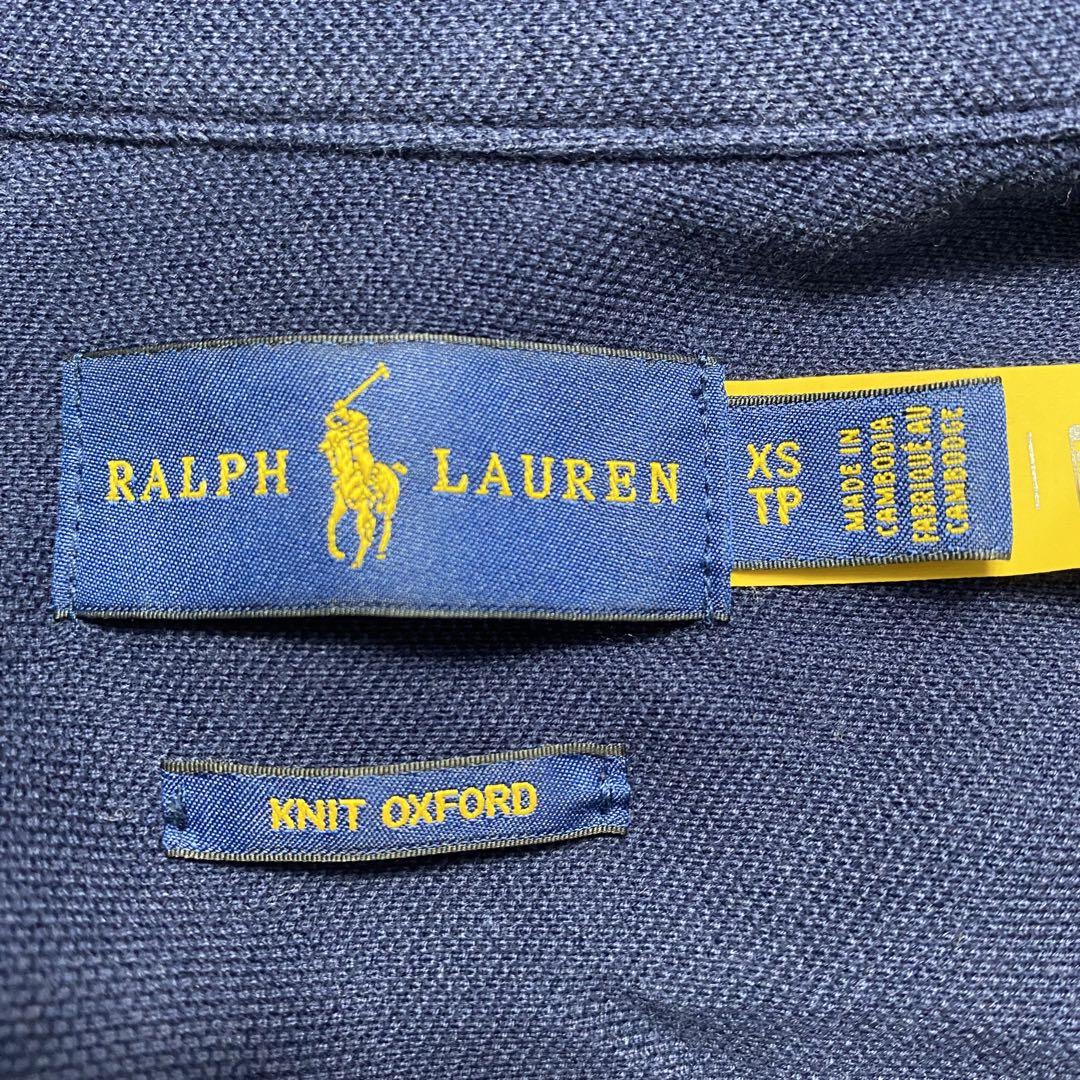 RALPH LAUREN
XS
TP
MADE IN
CAMBODIA
FABRIQUÉ AU
CAMBODGE
KNIT OXFORD